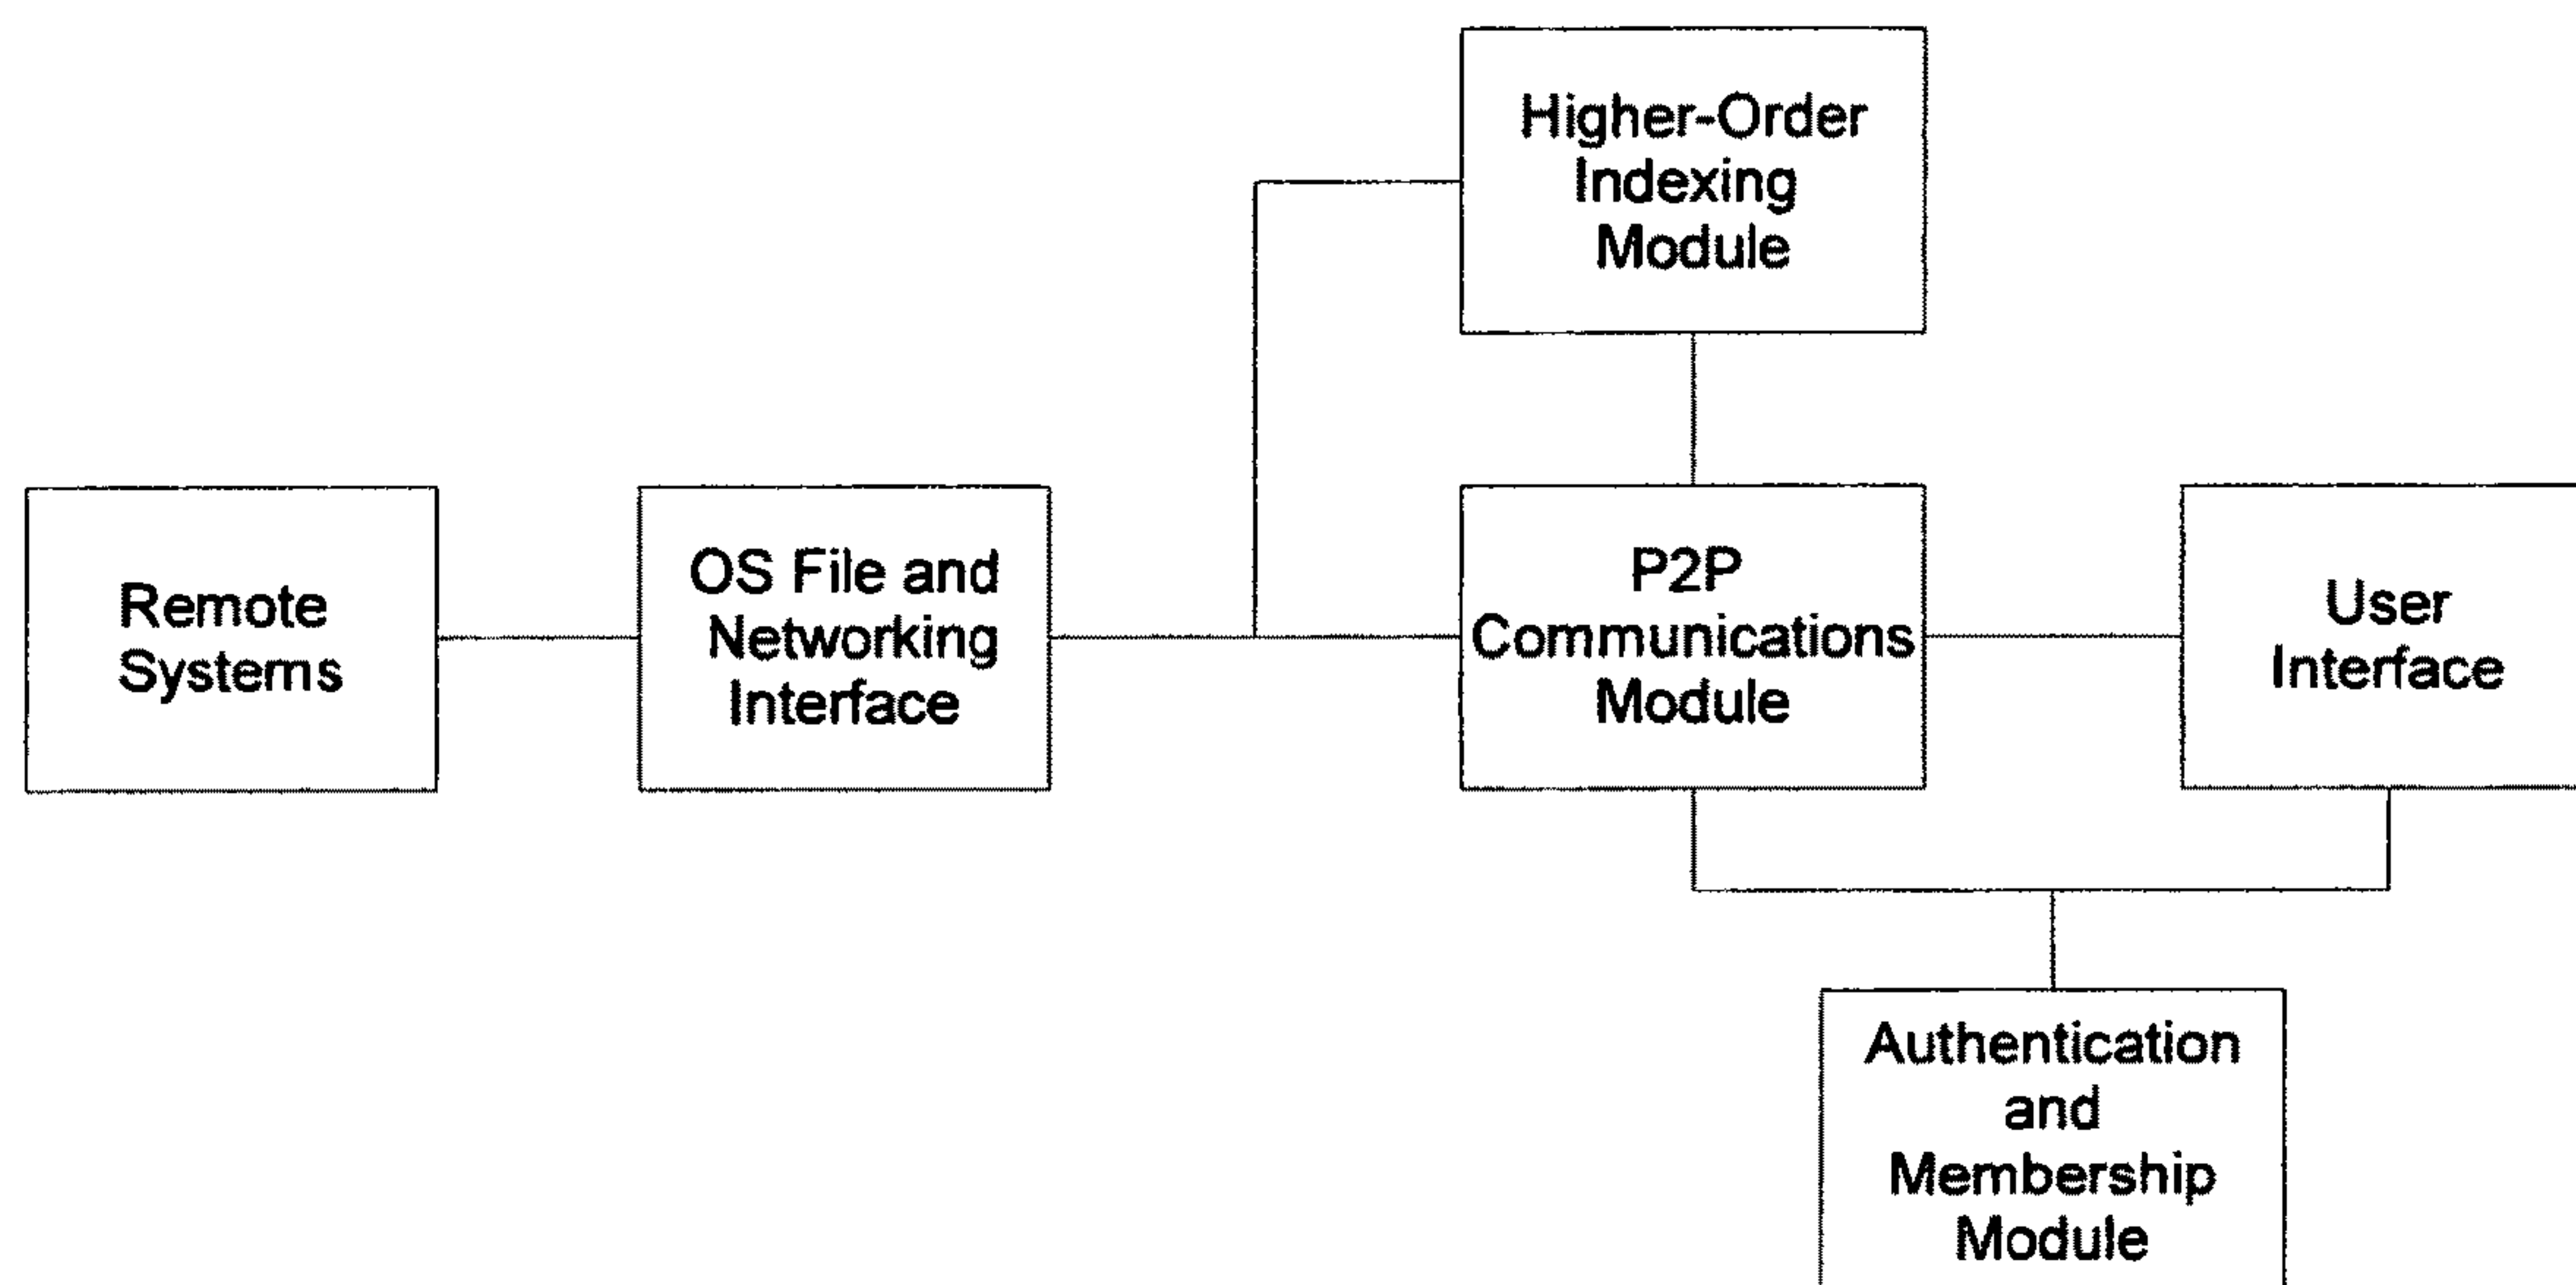 Higher-Order
Indexing
Module
Remote
Systems
OS File and
Networking
Interface
P2P
Communications
Module
User
Interface
Authentication
and
Membership
Module